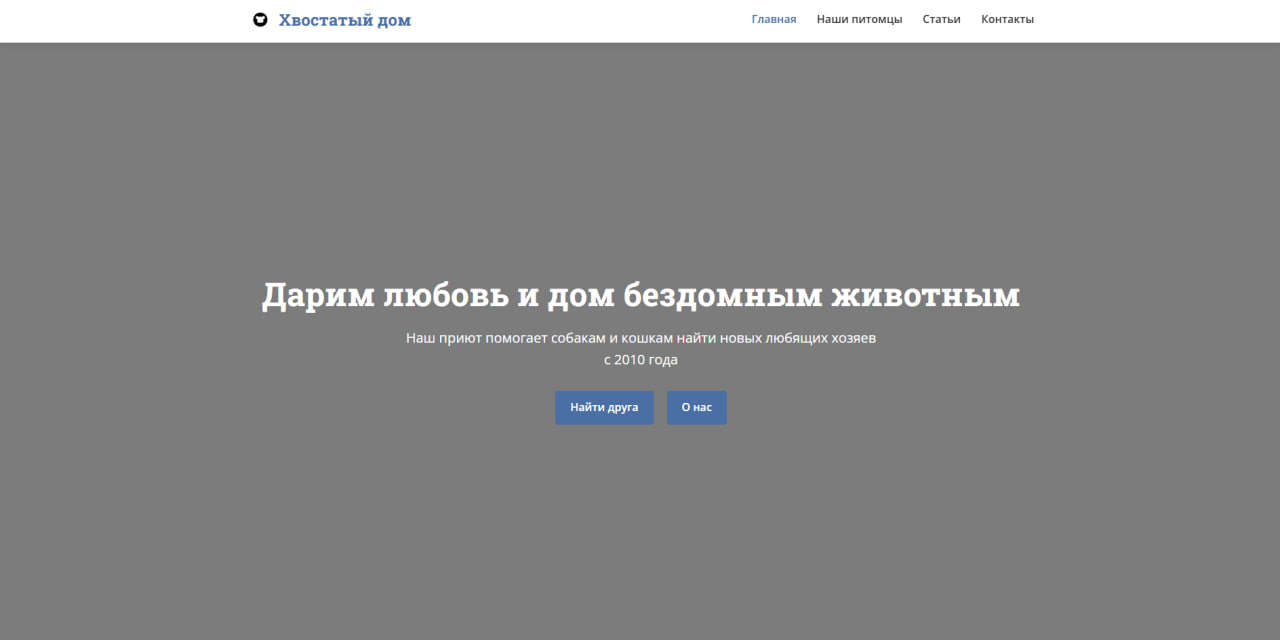 Хвостатый дом
Главная Наши питомцы Статьи Контакты
Дарим любовь и дом бездомным животным
Наш приют помогает собакам и кошкам найти новых любящих хозяев
с 2010 года
Найти друга О нас